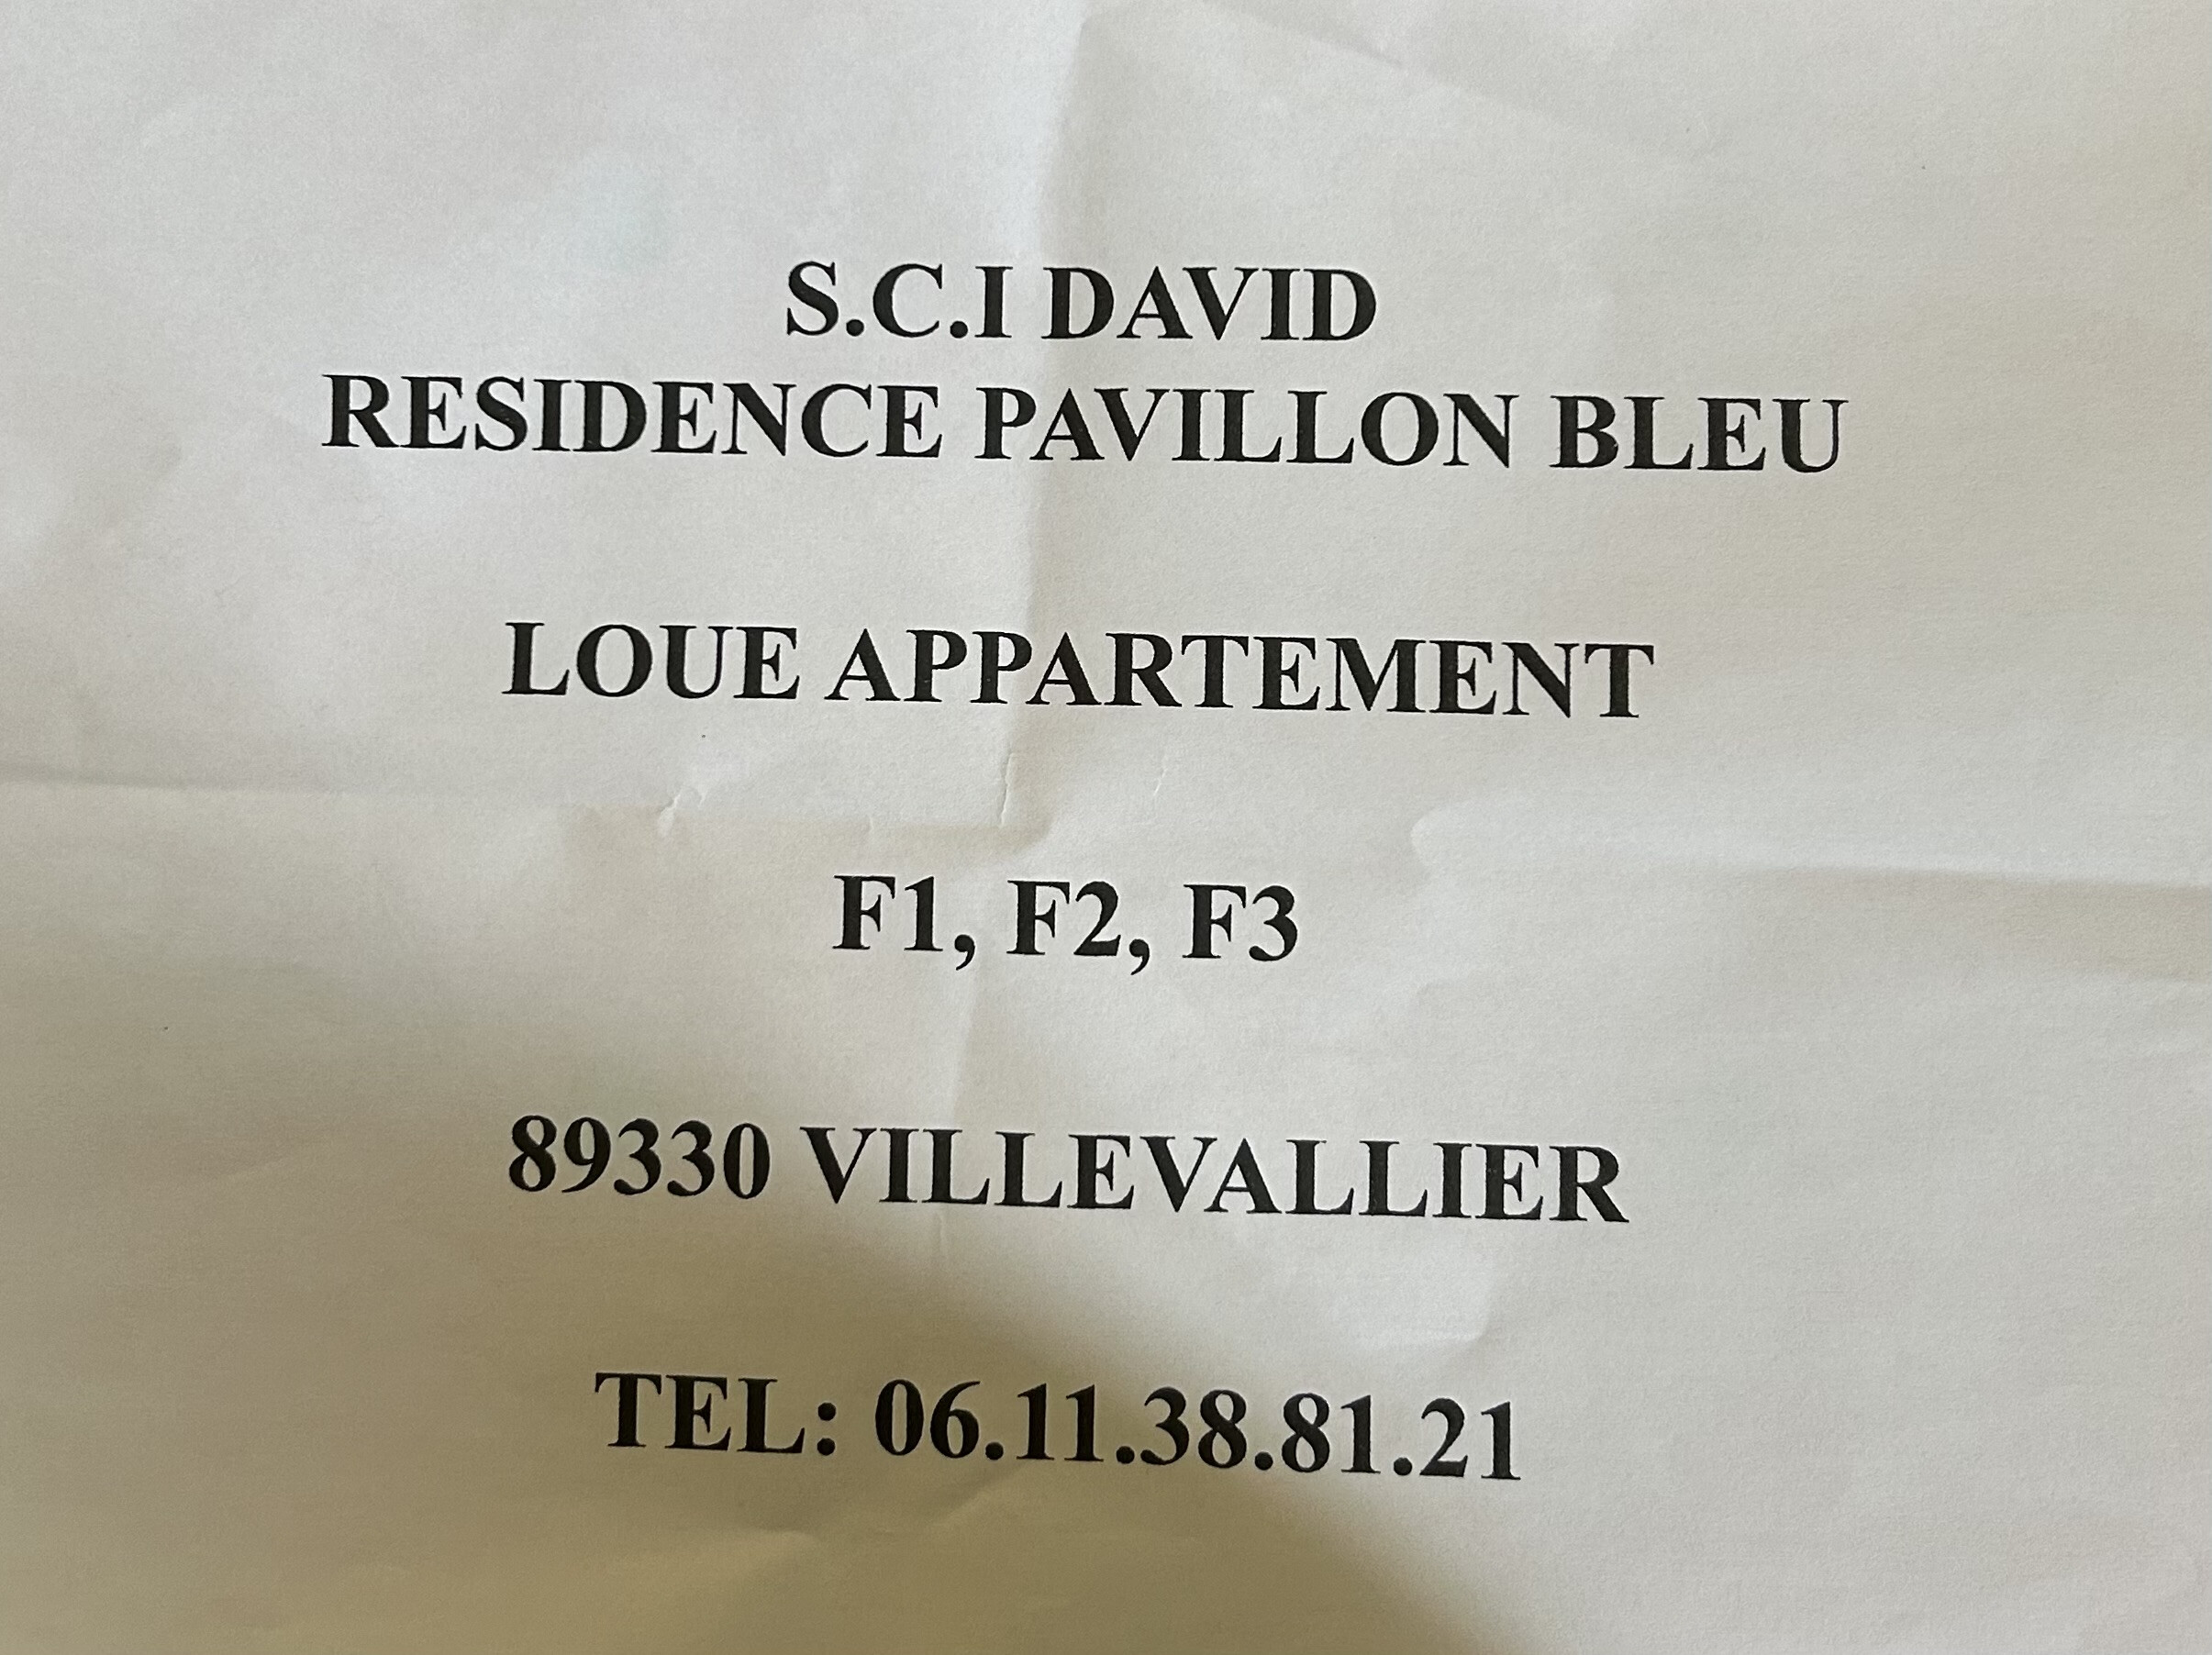 S.C.I DAVID
RESIDENCE PAVILLON BLEU
LOUE APPARTEMENT
F1, F2, F3
89330 VILLEVALLIER
TEL: 06.11.38.81.21